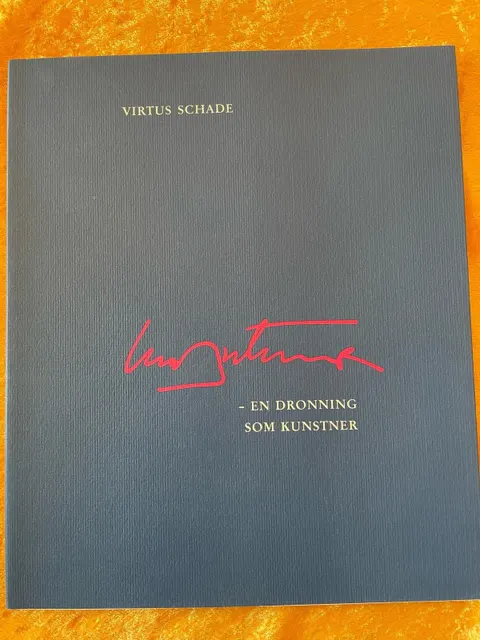 VIRTUS SCHADE
– EN DRONNING
SOM KUNSTNER